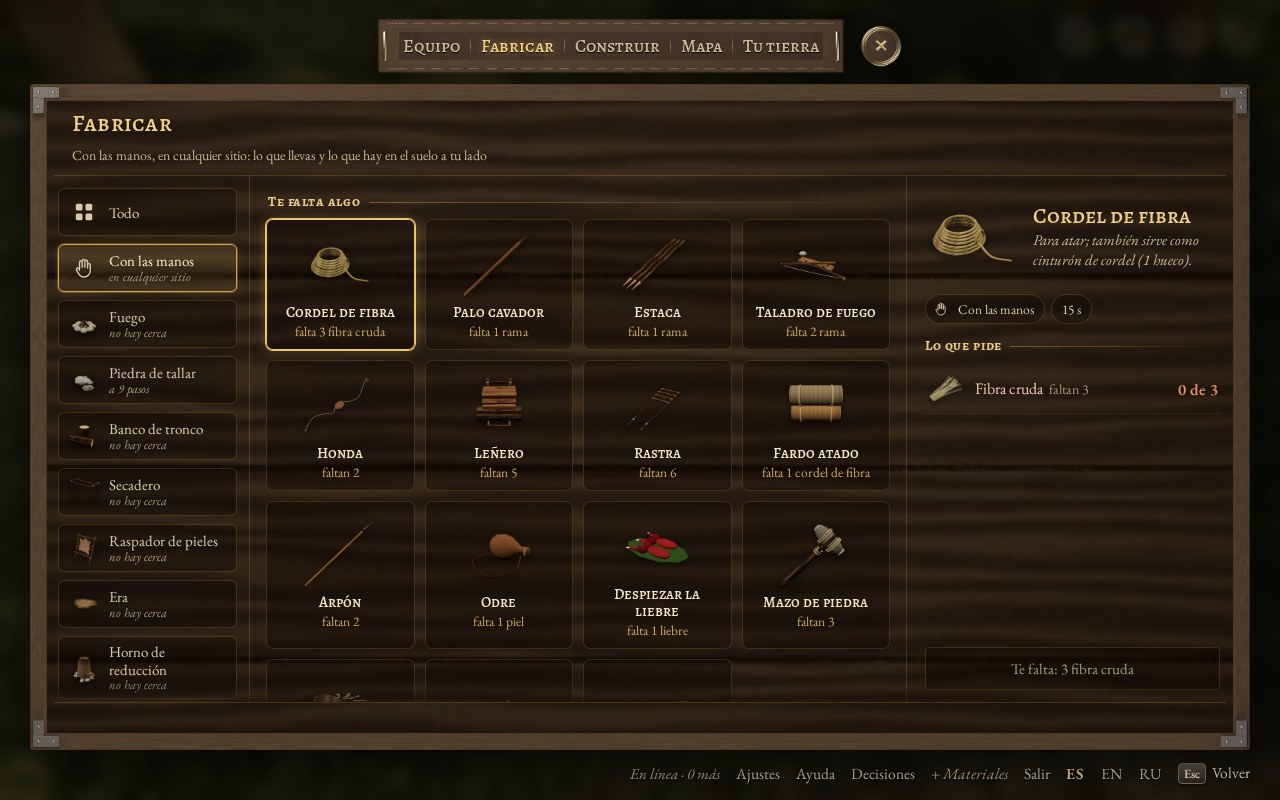 Equipo
Fabricar
Construir
Mapa
Tu tierra
Fabricar
Con las manos, en cualquier sitio: lo que llevas y lo que hay en el suelo a tu lado
Todo
Con las manos
en cualquier sitio
Fuego
no hay cerca
Piedra de tallar
a 9 pasos
Banco de tronco
no hay cerca
Secadero
no hay cerca
Raspador de pieles
no hay cerca
Era
no hay cerca
Horno de
reducción
no hay cerca
Te falta algo
Cordel de fibra
falta 3 fibra cruda
Palo cavador
falta 1 rama
Estaca
falta 1 rama
Taladro de fuego
falta 2 rama
Honda
faltan 2
Leñero
faltan 5
Rastra
faltan 6
Fardo atado
falta 1 cordel de fibra
Arpón
faltan 2
Odre
falta 1 piel
Despiezar la
liebre
falta 1 liebre
Mazo de piedra
faltan 3
Cordel de fibra
Para atar; también sirve como
cinturón de cordel (1 hueco).
Con las manos
15 s
Lo que pide
Fibra cruda faltan 3
0 de 3
Te falta: 3 fibra cruda
En línea · 0 más
Ajustes
Ayuda
Decisiones
+ Materiales
Salir
ES
EN
RU
Esc
Volver